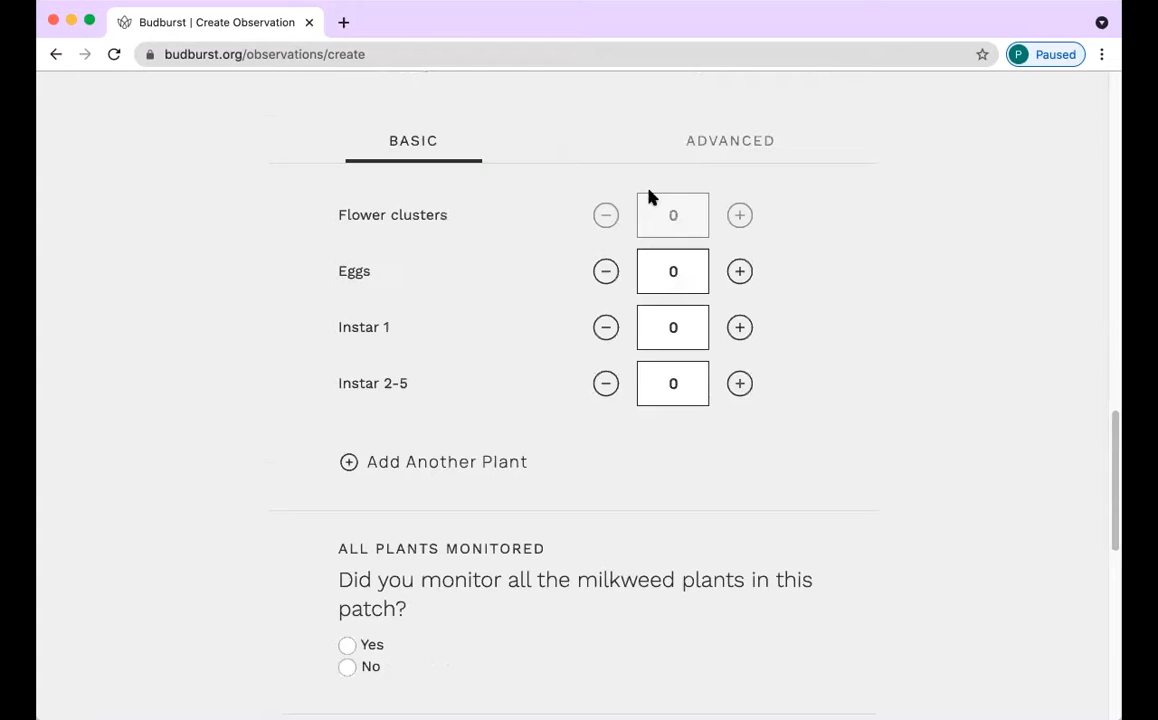 Budburst | Create Observation
budburst.org/observations/create
P Paused
BASIC ADVANCED
Flower clusters 0
Eggs 0
Instar 1 0
Instar 2-5 0
Add Another Plant
ALL PLANTS MONITORED
Did you monitor all the milkweed plants in this
patch?
Yes
No